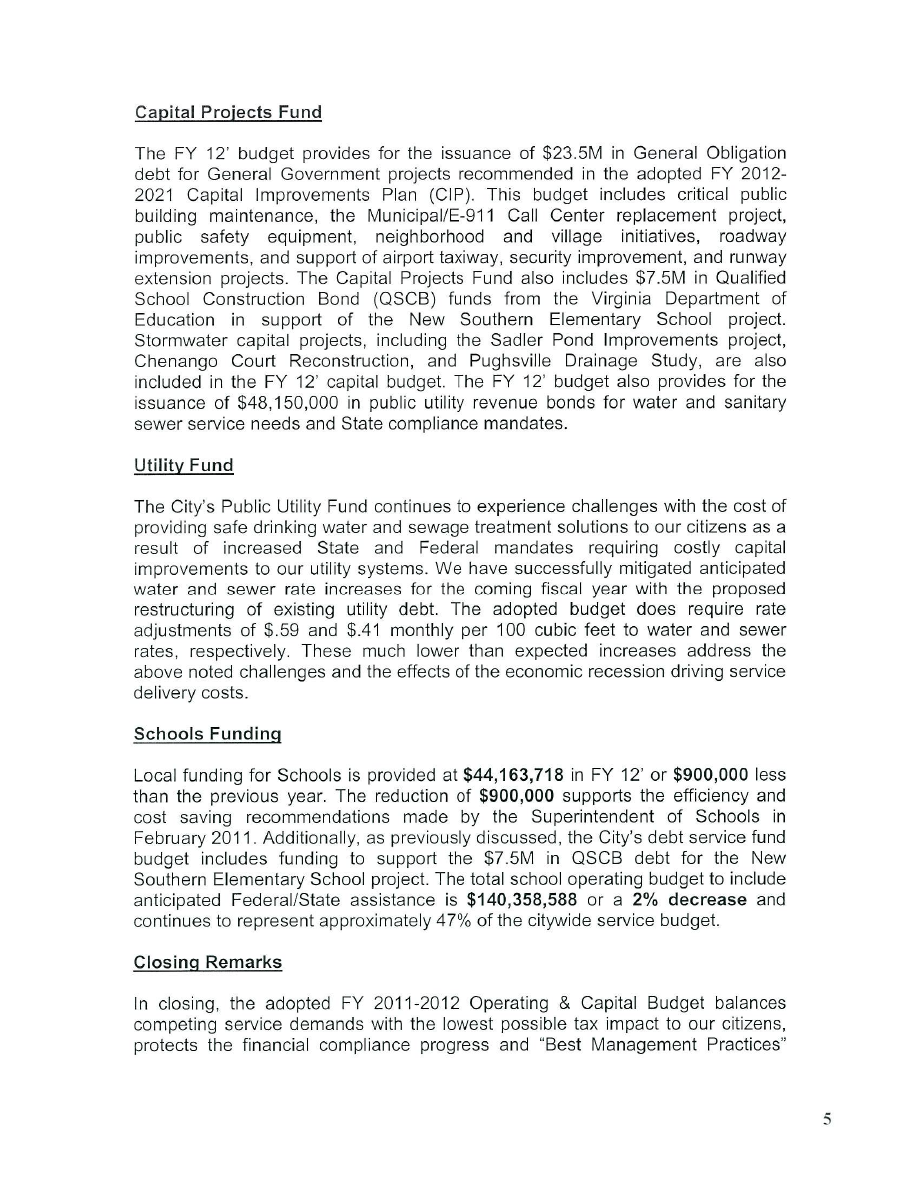 Capital Projects Fund
The FY 12' budget provides for the issuance of $23.5M in General Obligation
debt for General Government projects recommended in the adopted FY 2012-
2021 Capital Improvements Plan (CIP). This budget includes critical public
building maintenance, the Municipal/E-911 Call Center replacement project,
public safety equipment, neighborhood and village initiatives, roadway
improvements, and support of airport taxiway, security improvement, and runway
extension projects. The Capital Projects Fund also includes $7.5M in Qualified
School Construction Bond (QSCB) funds from the Virginia Department of
Education in support of the New Southern Elementary School project.
Stormwater capital projects, including the Sadler Pond Improvements project,
Chenango Court Reconstruction, and Pughsville Drainage Study, are also
included in the FY 12' capital budget. The FY 12' budget also provides for the
issuance of $48,150,000 in public utility revenue bonds for water and sanitary
sewer service needs and State compliance mandates.
Utility Fund
The City's Public Utility Fund continues to experience challenges with the cost of
providing safe drinking water and sewage treatment solutions to our citizens as a
result of increased State and Federal mandates requiring costly capital
improvements to our utility systems. We have successfully mitigated anticipated
water and sewer rate increases for the coming fiscal year with the proposed
restructuring of existing utility debt. The adopted budget does require rate
adjustments of $.59 and $.41 monthly per 100 cubic feet to water and sewer
rates, respectively. These much lower than expected increases address the
above noted challenges and the effects of the economic recession driving service
delivery costs.
Schools Funding
Local funding for Schools is provided at $44,163,718 in FY 12' or $900,000 less
than the previous year. The reduction of $900,000 supports the efficiency and
cost saving recommendations made by the Superintendent of Schools in
February 2011. Additionally, as previously discussed, the City's debt service fund
budget includes funding to support the $7.5M in QSCB debt for the New
Southern Elementary School project. The total school operating budget to include
anticipated Federal/State assistance is $140,358,588 or a 2% decrease and
continues to represent approximately 47% of the citywide service budget.
Closing Remarks
In closing, the adopted FY 2011-2012 Operating & Capital Budget balances
competing service demands with the lowest possible tax impact to our citizens,
protects the financial compliance progress and “Best Management Practices”
5